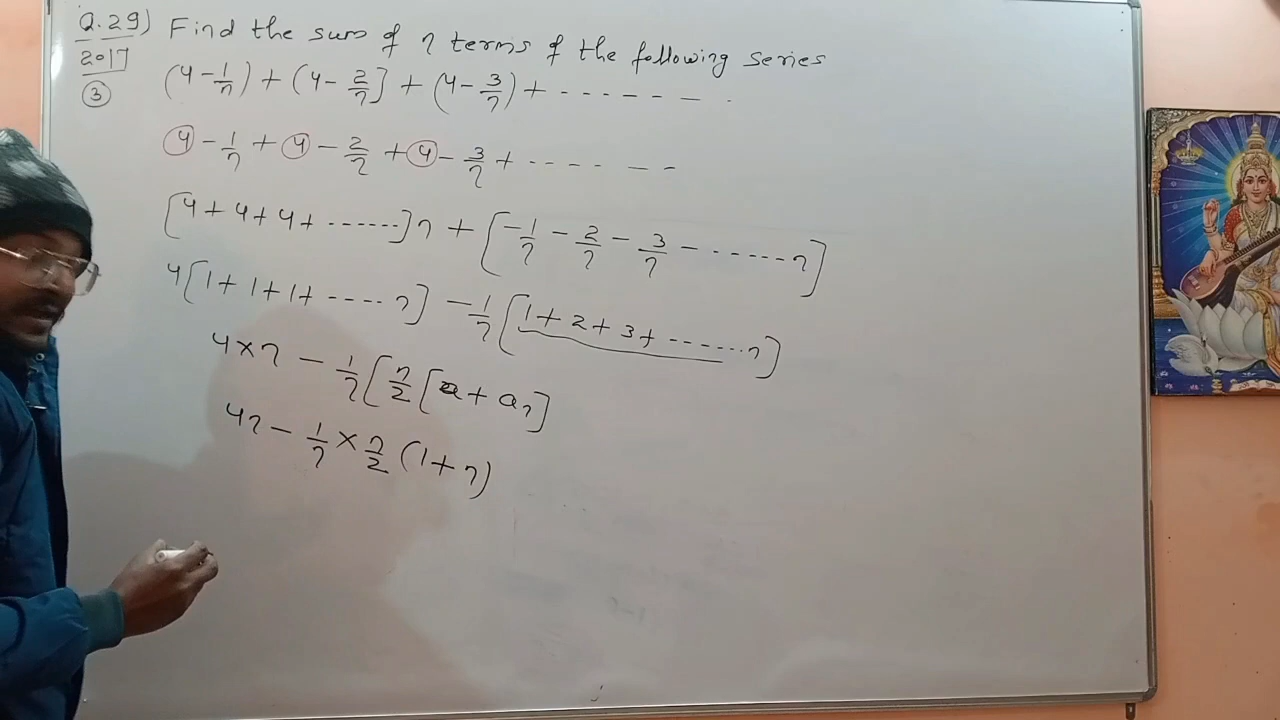 Q.29) Find the sum of n terms of the following series
2017
③
(4 - 1/n) + (4 - 2/n] + (4 - 3/n) + - - - - - - - .
4 - 1/n + 4 - 2/n + 4 - 3/n + - - - - - -
[4 + 4 + 4 + ------] n + [-1/n - 2/n - 3/n - ------ n]
4[1 + 1 + 1 + ---- n] - 1/n [1 + 2 + 3 + ------ n]
4 × n - 1/n [n/2 [a + an]
4n - 1/n × n/2 (1 + n)